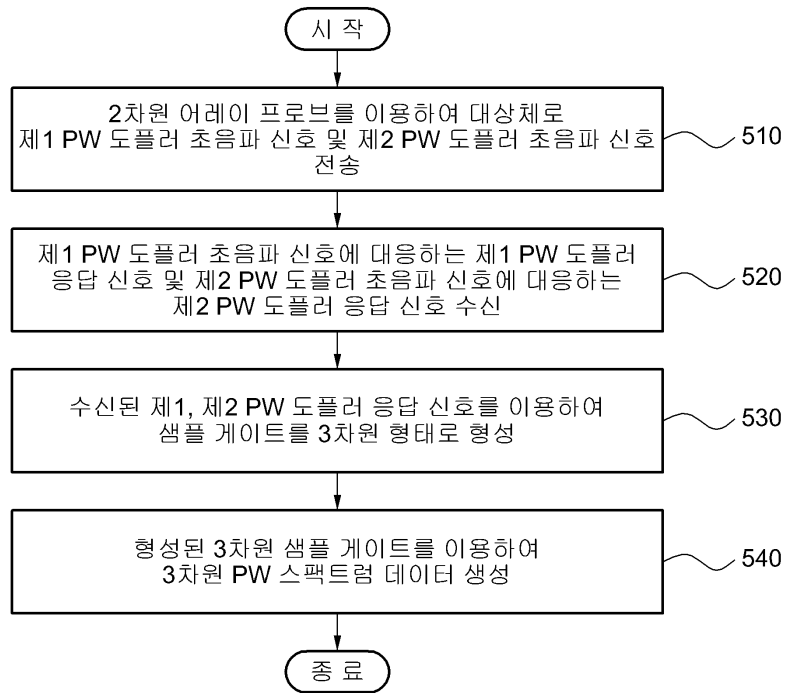 시 작
2차원 어레이 프로브를 이용하여 대상체로
제1 PW 도플러 초음파 신호 및 제2 PW 도플러 초음파 신호
전송
510
제1 PW 도플러 초음파 신호에 대응하는 제1 PW 도플러
응답 신호 및 제2 PW 도플러 초음파 신호에 대응하는
제2 PW 도플러 응답 신호 수신
520
수신된 제1, 제2 PW 도플러 응답 신호를 이용하여
샘플 게이트를 3차원 형태로 형성
530
형성된 3차원 샘플 게이트를 이용하여
3차원 PW 스팩트럼 데이터 생성
540
종 료